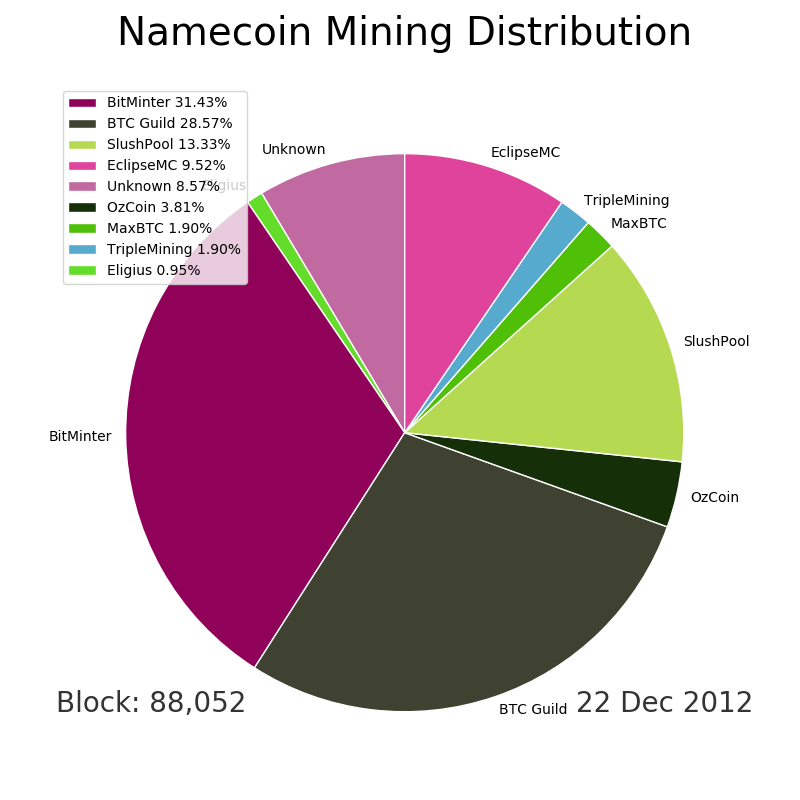 Namecoin Mining Distribution
BitMinter 31.43%
BTC Guild 28.57%
SlushPool 13.33%
EclipseMC 9.52%
Unknown 8.57%
OzCoin 3.81%
MaxBTC 1.90%
TripleMining 1.90%
Eligius 0.95%
Unknown
EclipseMC
Eligius
TripleMining
MaxBTC
SlushPool
BitMinter
OzCoin
BTC Guild
Block: 88,052
22 Dec 2012